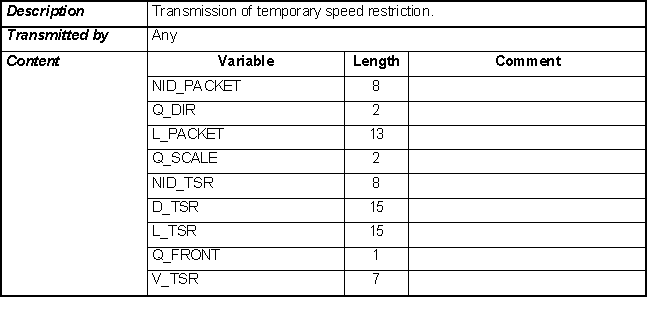 Description Transmission of temporary speed restriction.
Transmitted by Any
Content Variable Length Comment
NID_PACKET 8
Q_DIR 2
L_PACKET 13
Q_SCALE 2
NID_TSR 8
D_TSR 15
L_TSR 15
Q_FRONT 1
V_TSR 7